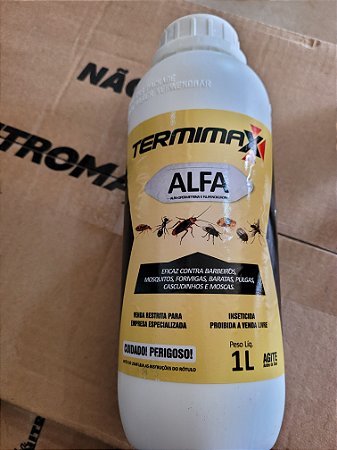 NÃO
TROMA
TERMIMAX
ALFA
EFICAZ CONTRA BARBEIROS,
MOSQUITOS, FORMIGAS, BARATAS, PULGAS,
CASCUDINHOS E MOSCAS.
VENDA RESTRITA PARA
EMPRESA ESPECIALIZADA
INSETICIDA
PROIBIDA A VENDA LIVRE
CUIDADO! PERIGOSO!
Peso Líq.
1L
AGITE